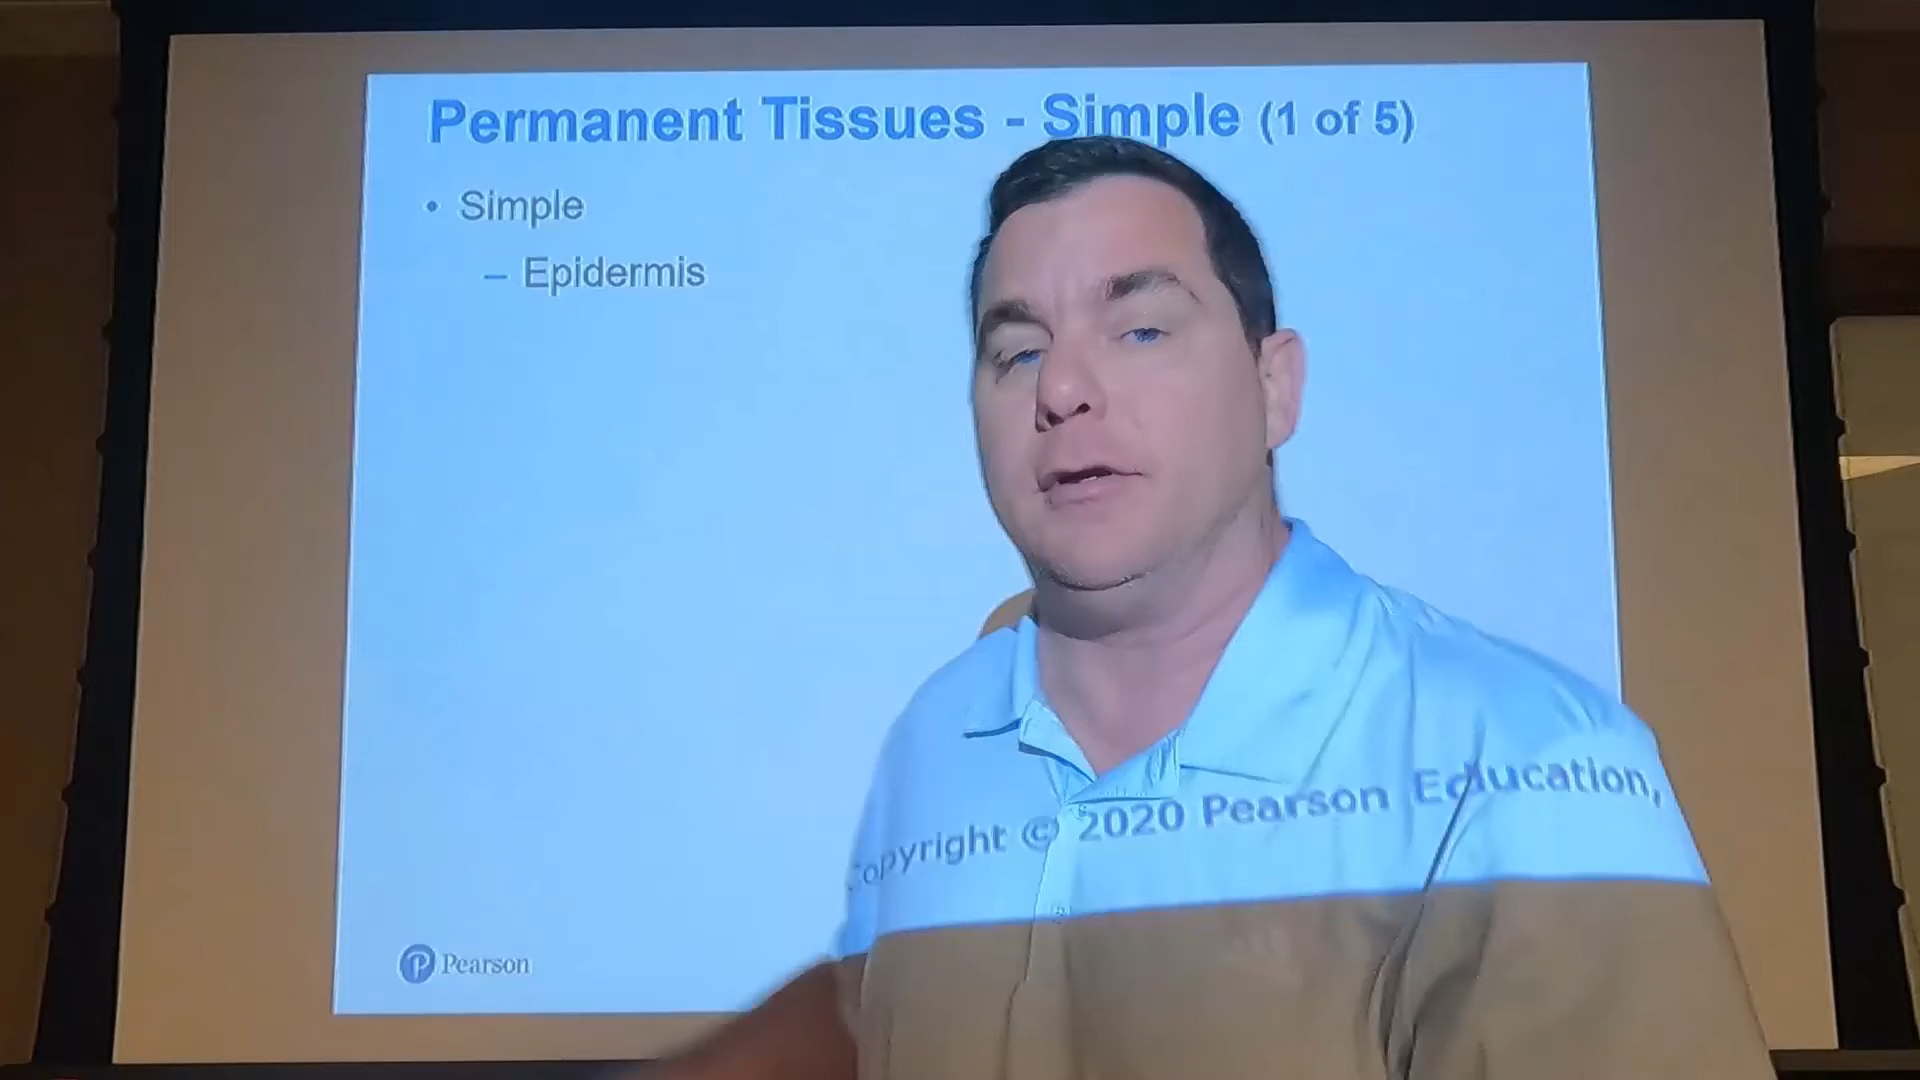 Permanent Tissues - Simple (1 of 5)
• Simple
– Epidermis
Copyright © 2020 Pearson Education,
Pearson